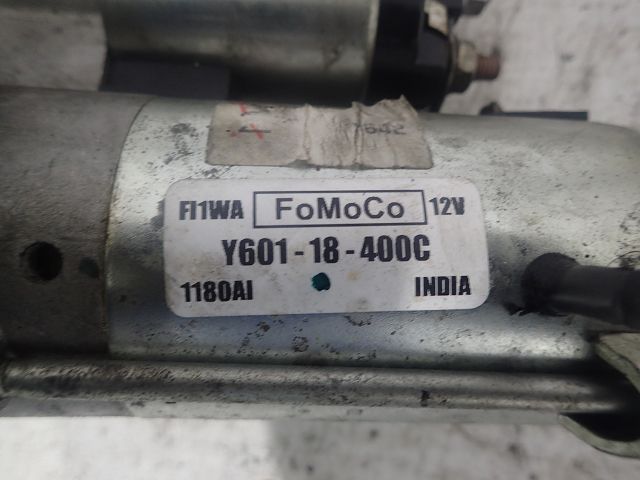 FI1WA FoMoCo 12V
Y601-18-400C
1180AI INDIA